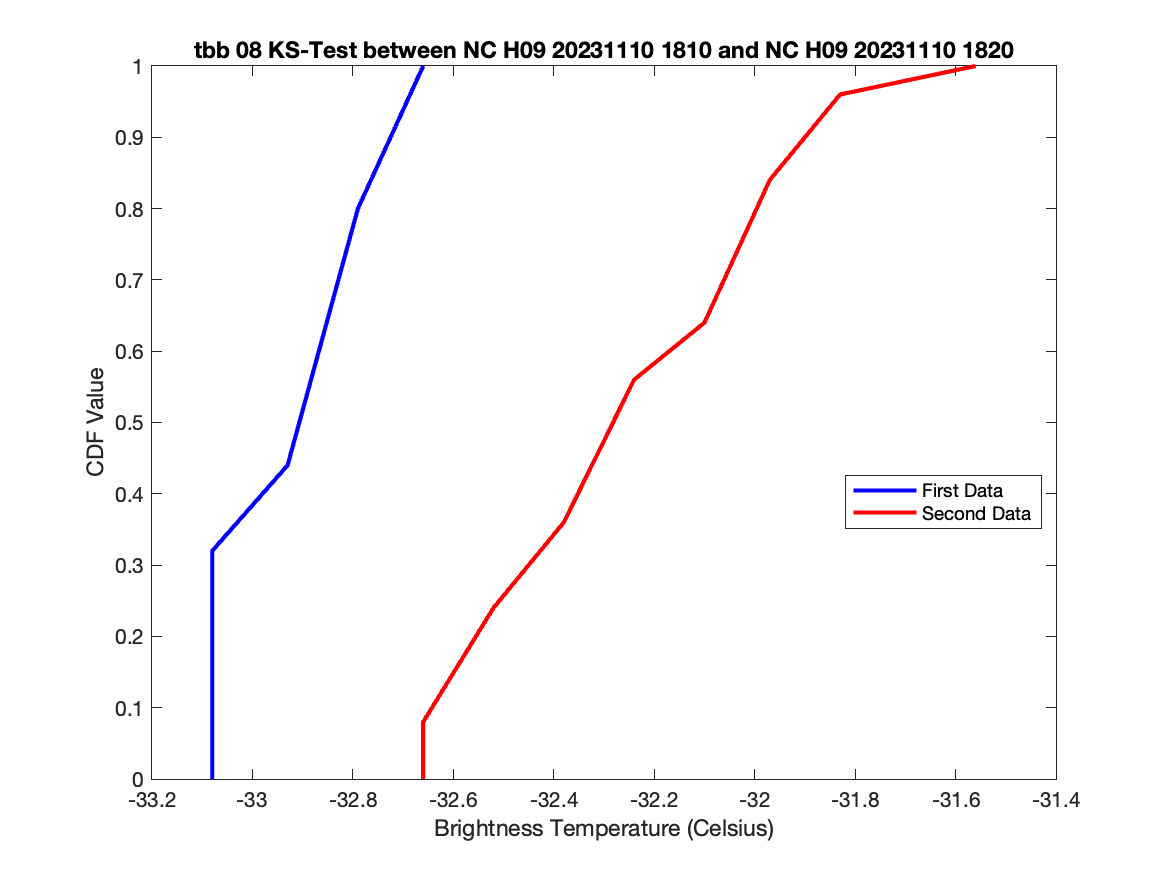 tbb 08 KS-Test between NC H09 20231110 1810 and NC H09 20231110 1820
1
0.9
0.8
0.7
0.6
0.5
0.4
0.3
0.2
0.1
0
CDF Value
First Data
Second Data
-33.2 -33 -32.8 -32.6 -32.4 -32.2 -32 -31.8 -31.6 -31.4
Brightness Temperature (Celsius)